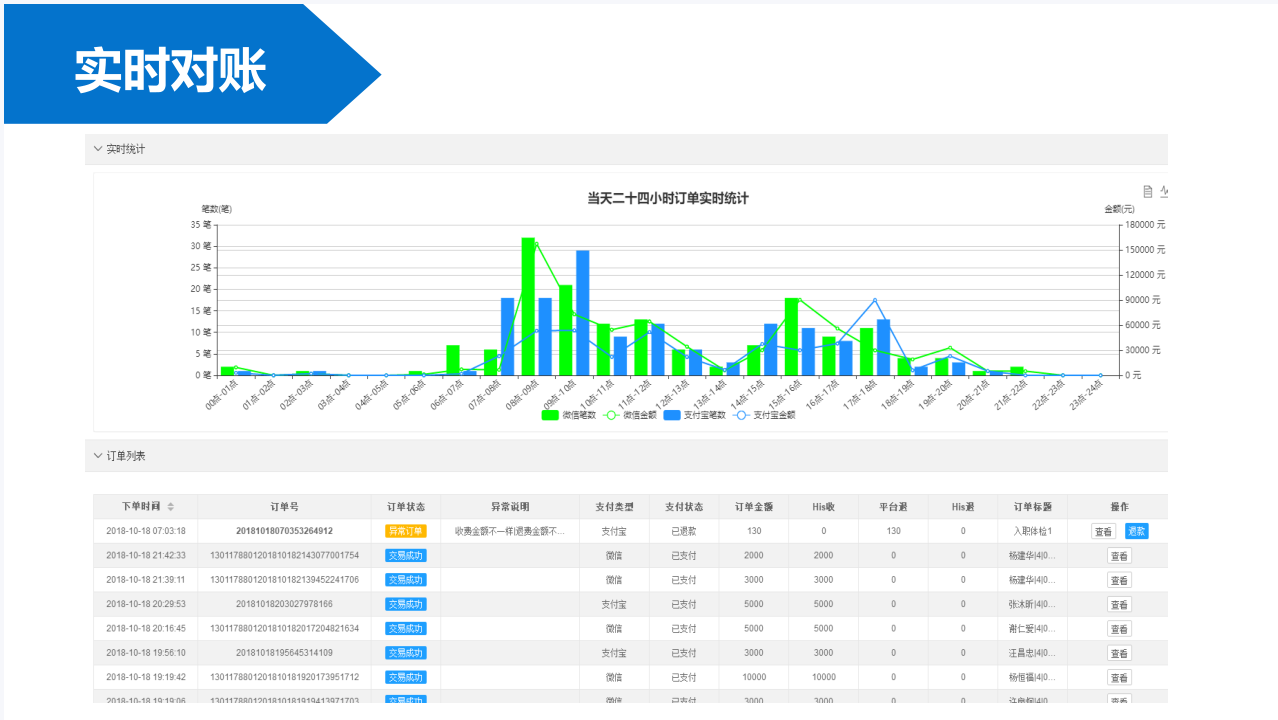 实时对账
实时统计
当天二十四小时订单实时统计
笔数(笔)
金额(元)
35 笔
30 笔
25 笔
20 笔
15 笔
10 笔
5 笔
0 笔
180000 元
150000 元
120000 元
90000 元
60000 元
30000 元
0 元
00点-01点
01点-02点
02点-03点
03点-04点
04点-05点
05点-06点
06点-07点
07点-08点
08点-09点
09点-10点
10点-11点
11点-12点
12点-13点
13点-14点
14点-15点
15点-16点
16点-17点
17点-18点
18点-19点
19点-20点
20点-21点
21点-22点
22点-23点
23点-24点
微信笔数 微信金额 支付宝笔数 支付宝金额
订单列表
下单时间 订单号 订单状态 异常说明 支付类型 支付状态 订单金额 His收 平台退 His退 订单标题 操作
2018-10-18 07:03:18 20181018070353264912 异常订单 收费金额不一样|退费金额不... 支付宝 已退款 130 0 130 0 入职体检1 查看 退款
2018-10-18 21:42:33 1301178801201810182143077001754 交易成功 微信 已支付 2000 2000 0 0 杨建华|4|0... 查看
2018-10-18 21:39:11 1301178801201810182139452241706 交易成功 微信 已支付 3000 3000 0 0 杨建华|4|0... 查看
2018-10-18 20:29:53 20181018203027978166 交易成功 支付宝 已支付 5000 5000 0 0 张沐昕|4|0... 查看
2018-10-18 20:16:45 1301178801201810182017204821634 交易成功 微信 已支付 5000 5000 0 0 谢仁爱|4|0... 查看
2018-10-18 19:56:10 20181018195645314109 交易成功 支付宝 已支付 3000 3000 0 0 汪昌忠|4|0... 查看
2018-10-18 19:19:42 1301178801201810181920173951712 交易成功 微信 已支付 10000 10000 0 0 杨恒福|4|0... 查看
2018-10-18 19:19:06 1301178801201810181919413971703 交易成功 微信 已支付 3000 3000 0 0 查看